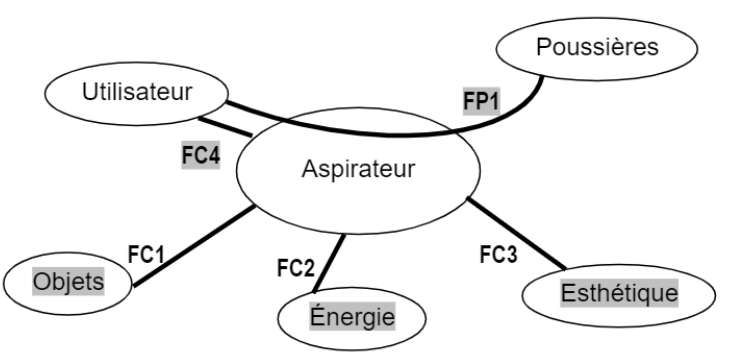 Poussières
Utilisateur
FP1
FC4
Aspirateur
FC1
FC2
FC3
Objets
Énergie
Esthétique